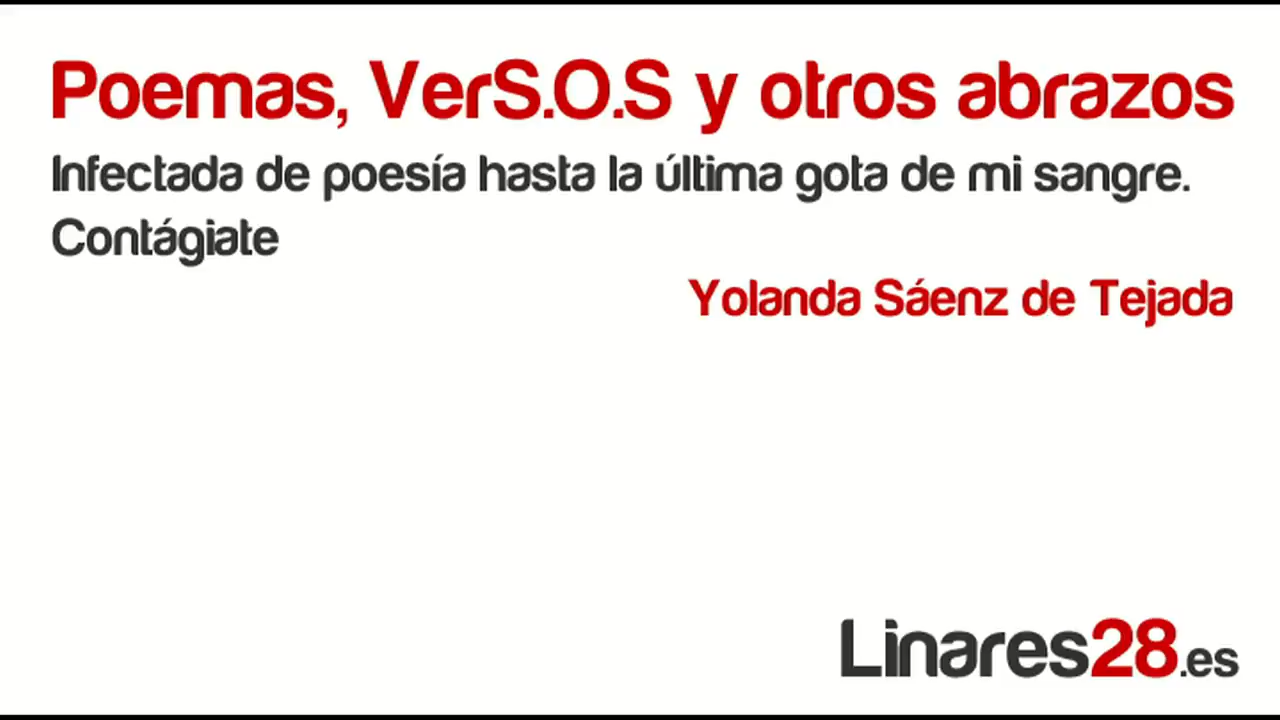 Poemas, VerS.O.S y otros abrazos
Infectada de poesía hasta la última gota de mi sangre.
Contágiate
Yolanda Sáenz de Tejada
Linares28.es